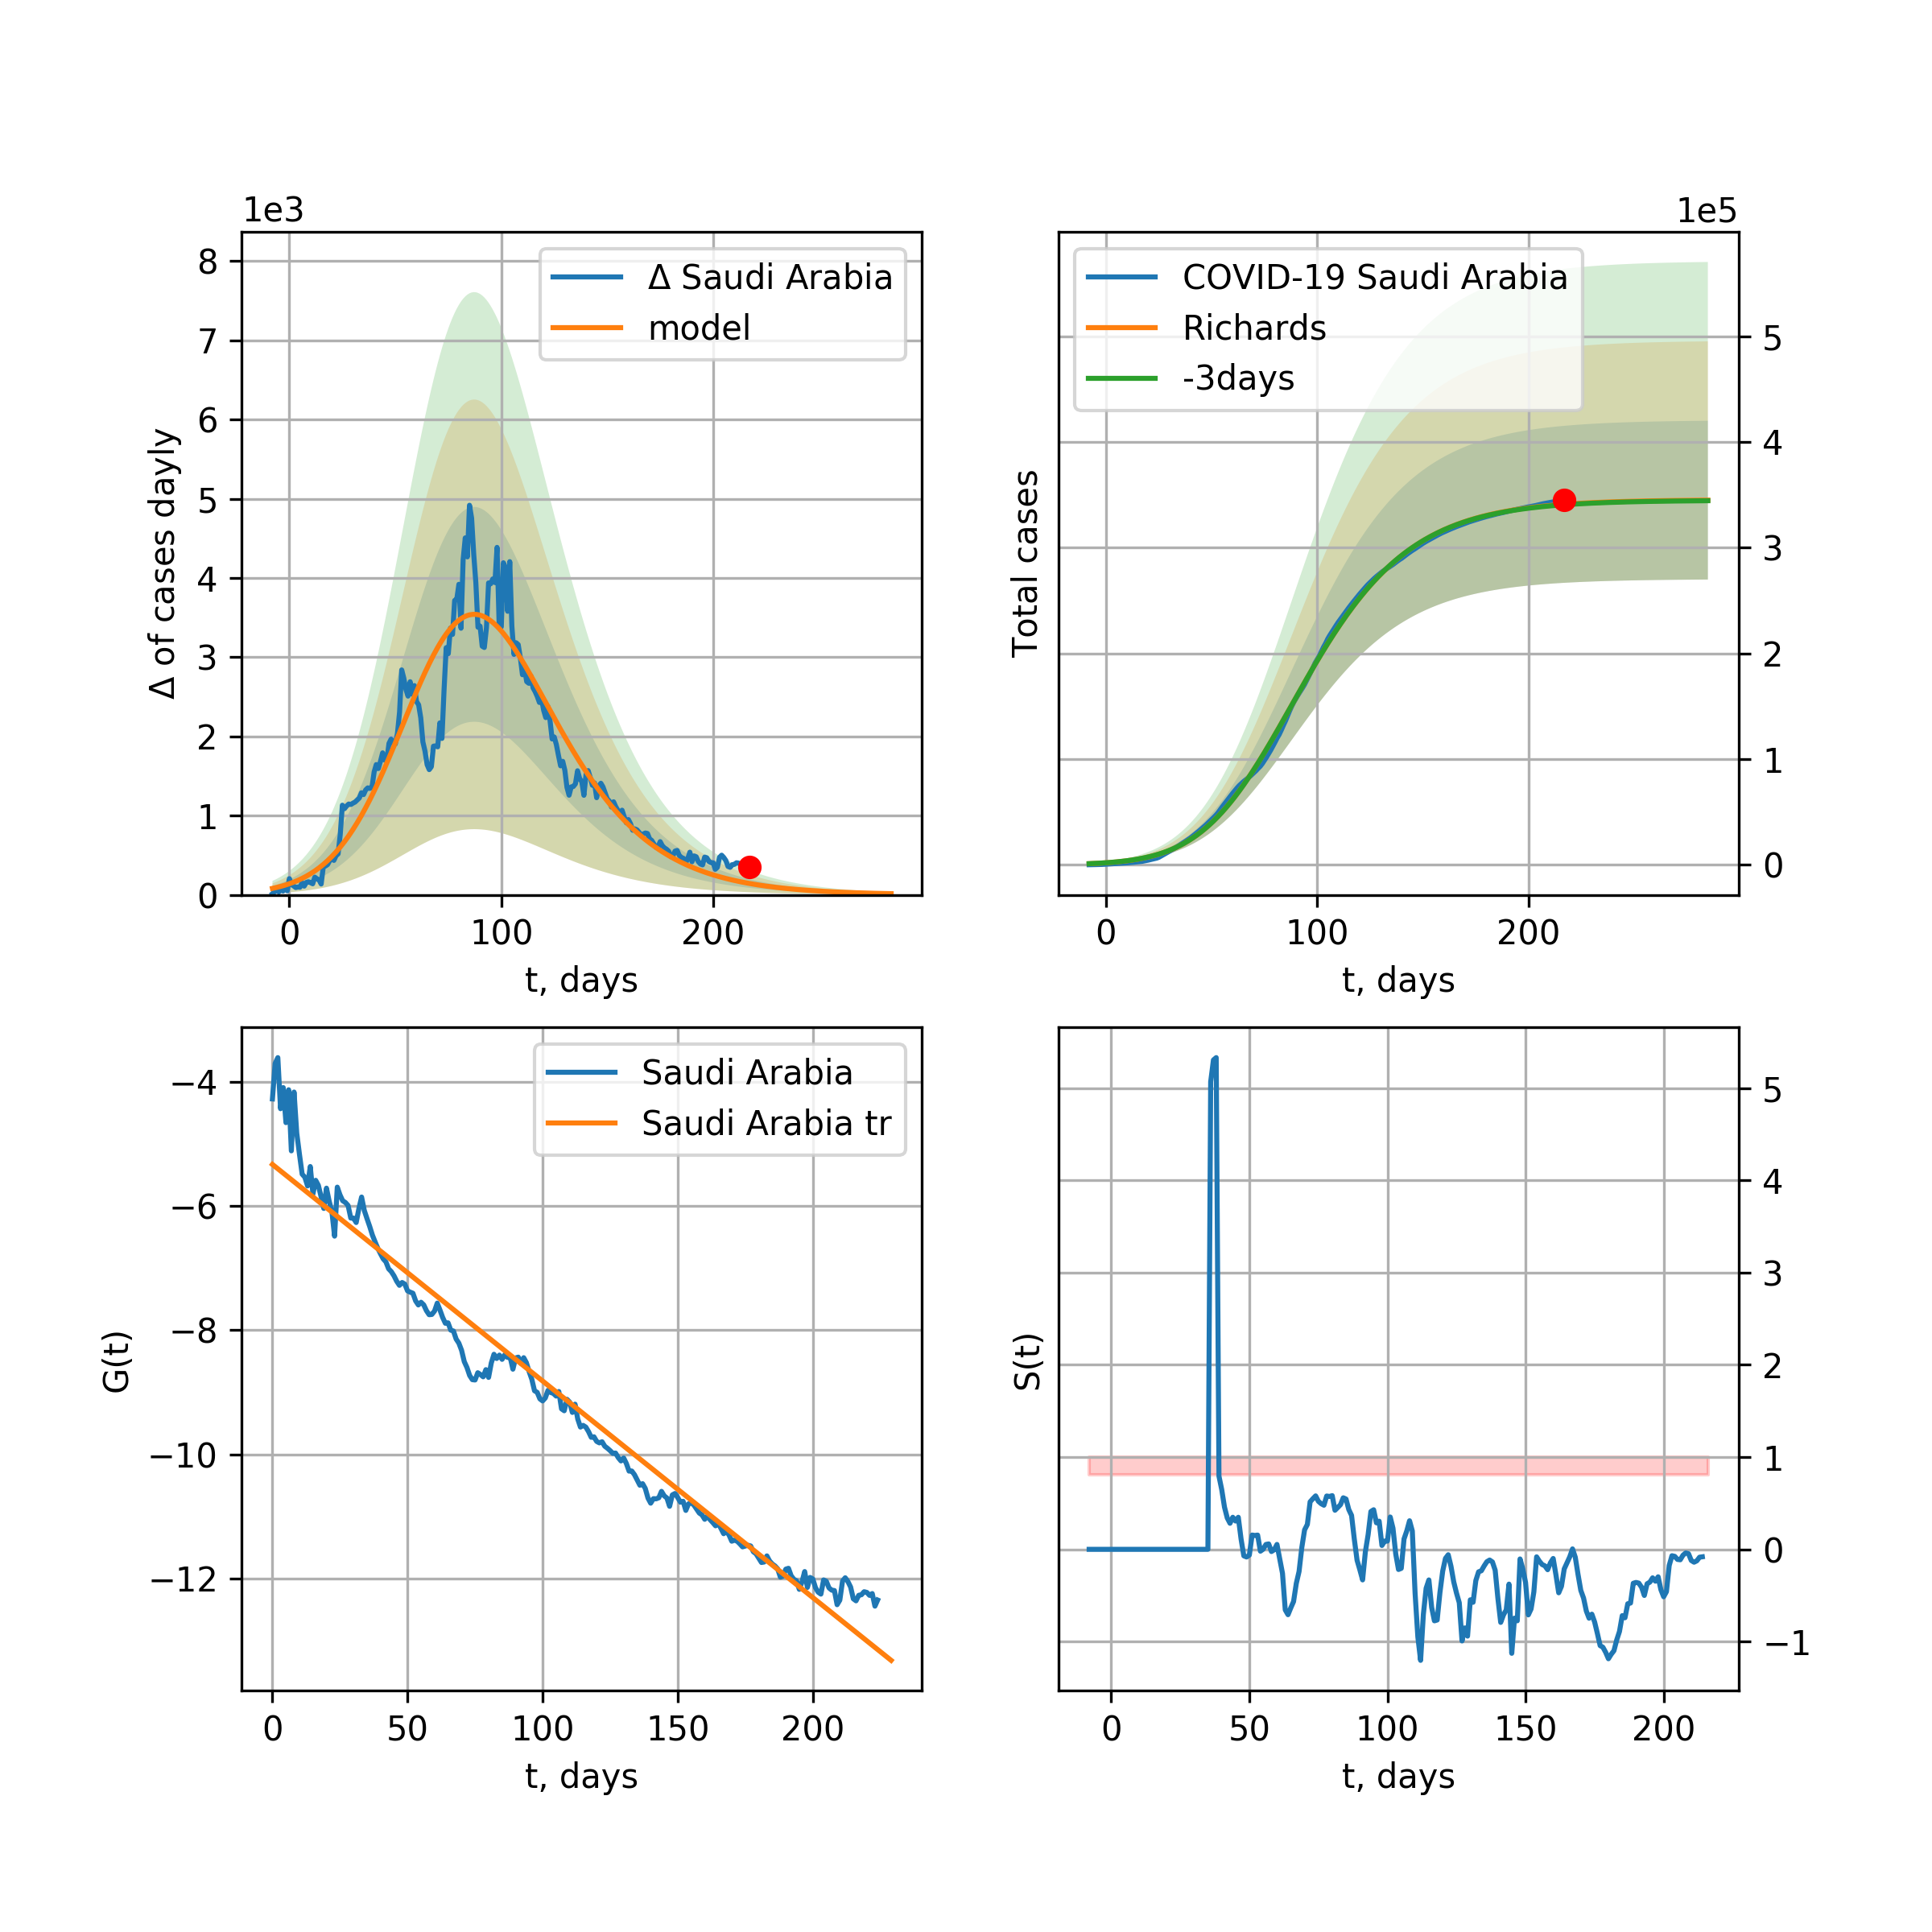 1e3
8
7
6
5
4
3
2
1
0
Δ of cases dayly
Δ Saudi Arabia
model
0 100 200
t, days
1e5
COVID-19 Saudi Arabia
Richards
-3days
Total cases
5
4
3
2
1
0
0 100 200
t, days
−4
−6
−8
−10
−12
G(t)
Saudi Arabia
Saudi Arabia tr
0 50 100 150 200
t, days
S(t)
5
4
3
2
1
0
−1
0 50 100 150 200
t, days